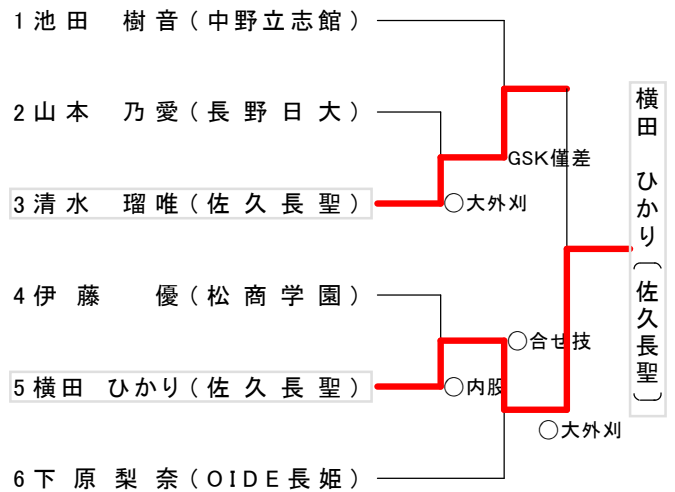 1 池田 樹音(中野立志館)
2 山本 乃愛(長野日大)
GSK僅差
3 清水 瑠唯(佐久長聖)
○大外刈
4 伊藤 優(松商学園)
○合せ技
5 横田 ひかり(佐久長聖)
○内股
○大外刈
6 下原梨奈(OIDE長姫)
横田 ひかり〔佐久長聖〕